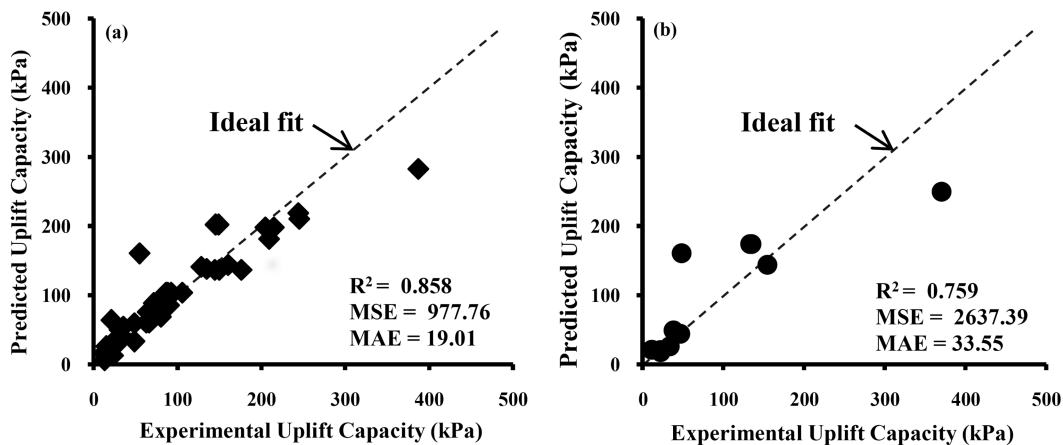 (a)
Predicted Uplift Capacity (kPa)
500
400
300
200
100
0
Ideal fit
R² = 0.858
MSE = 977.76
MAE = 19.01
0 100 200 300 400 500
Experimental Uplift Capacity (kPa)
(b)
Predicted Uplift Capacity (kPa)
500
400
300
200
100
0
Ideal fit
R² = 0.759
MSE = 2637.39
MAE = 33.55
0 100 200 300 400 500
Experimental Uplift Capacity (kPa)